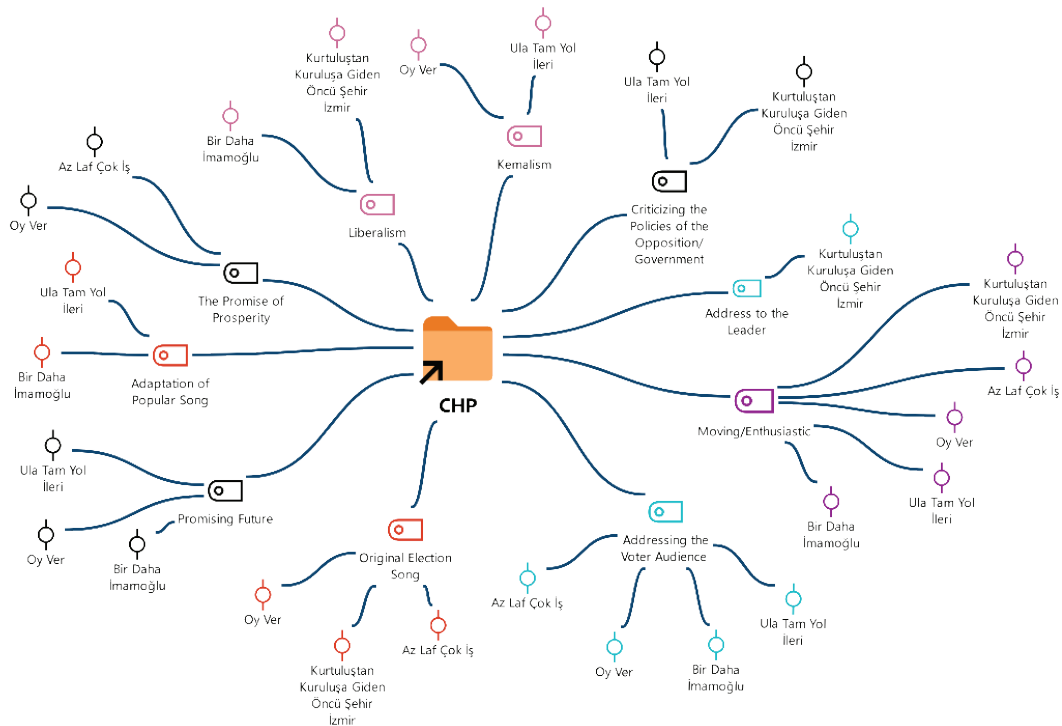 Kurtuluştan
Kuruluşa Giden
Öncü Şehir
İzmir
Oy Ver
Ula Tam Yol
İleri
Bir Daha
İmamoğlu
Liberalism
Kemalism
Ula Tam Yol
İleri
Kurtuluştan
Kuruluşa Giden
Öncü Şehir
İzmir
Criticizing the
Policies of the
Opposition/
Government
Az Laf Çok İş
Oy Ver
The Promise of
Prosperity
Kurtuluştan
Kuruluşa Giden
Öncü Şehir
İzmir
Address to the
Leader
Ula Tam Yol
İleri
Bir Daha
İmamoğlu
Adaptation of
Popular Song
CHP
Kurtuluştan
Kuruluşa Giden
Öncü Şehir
İzmir
Az Laf Çok İş
Oy Ver
Ula Tam Yol
İleri
Bir Daha
İmamoğlu
Moving/Enthusiastic
Ula Tam Yol
İleri
Oy Ver
Bir Daha
İmamoğlu
Promising Future
Original Election
Song
Oy Ver
Kurtuluştan
Kuruluşa Giden
Öncü Şehir
İzmir
Az Laf Çok İş
Addressing the
Voter Audience
Az Laf Çok İş
Oy Ver
Bir Daha
İmamoğlu
Ula Tam Yol
İleri